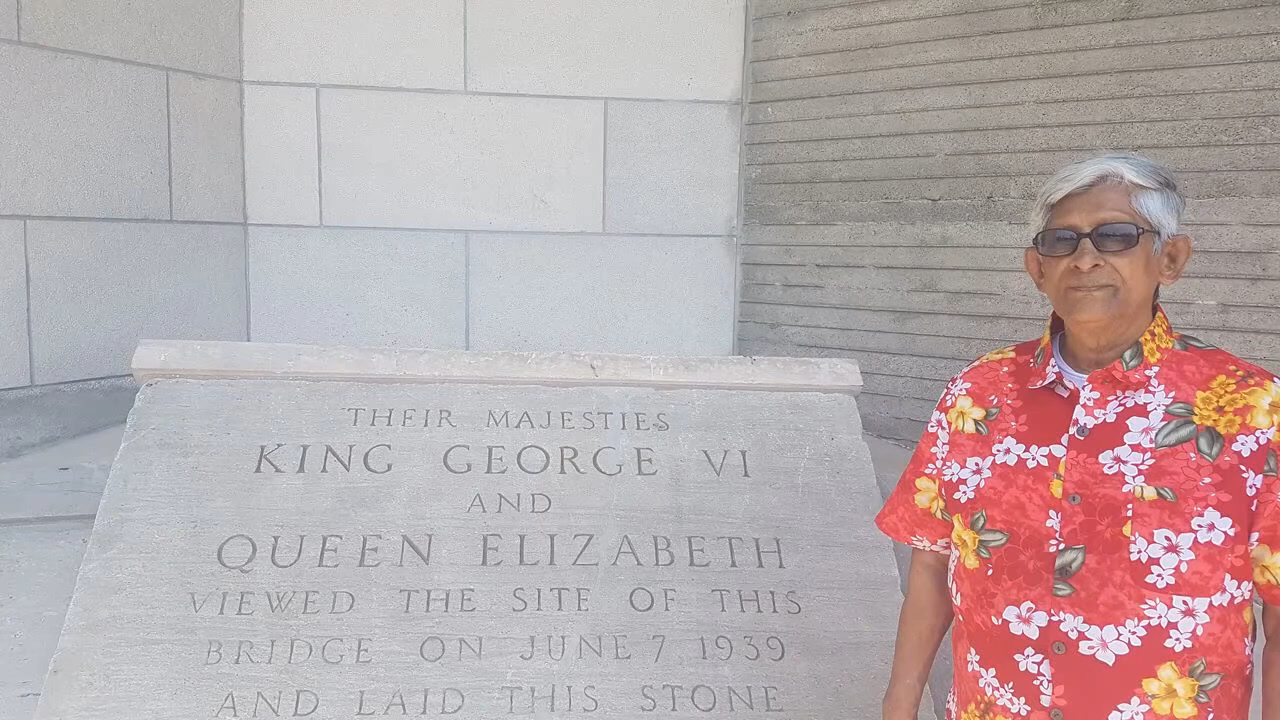 THEIR MAJESTIES
KING GEORGE VI
AND
QUEEN ELIZABETH
VIEWED THE SITE OF THIS
BRIDGE ON JUNE 7 1939
AND LAID THIS STONE